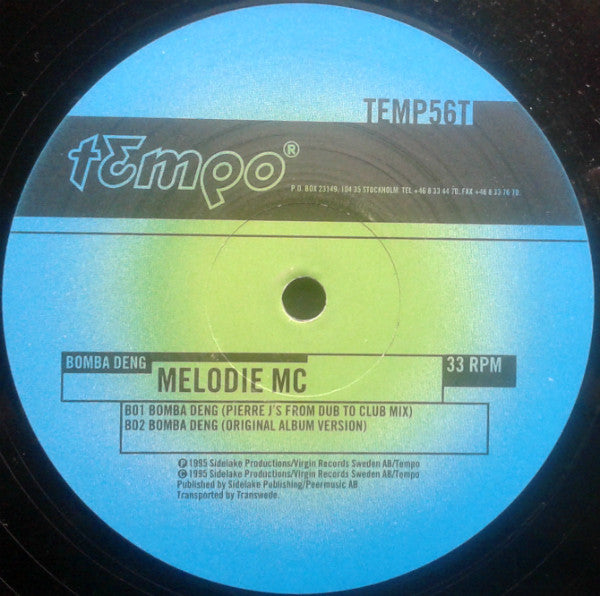 TEMP56T
tempo®
P.O. BOX 23149, 104 35 STOCKHOLM. TEL +46 8 33 44 70, FAX +46 8 33 76 70.
BOMBA DENG
33 RPM
MELODIE MC
B01 BOMBA DENG (PIERRE J'S FROM DUB TO CLUB MIX)
B02 BOMBA DENG (ORIGINAL ALBUM VERSION)
℗ 1995 Sidelake Productions/Virgin Records Sweden AB/Tempo
© 1995 Sidelake Productions/Virgin Records Sweden AB/Tempo
Published by Sidelake Publishing/Peermusic AB
Transported by Transwede.